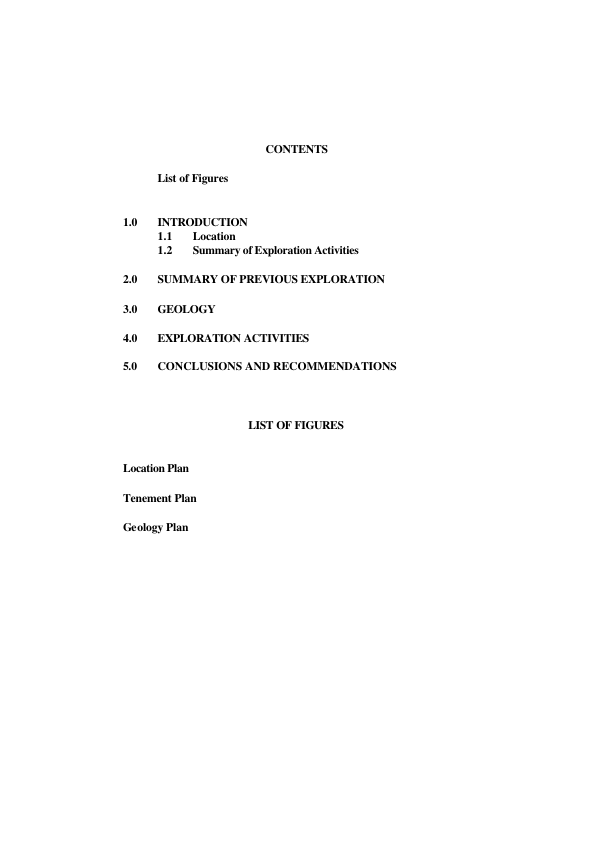 CONTENTS
List of Figures
1.0 INTRODUCTION
1.1 Location
1.2 Summary of Exploration Activities
2.0 SUMMARY OF PREVIOUS EXPLORATION
3.0 GEOLOGY
4.0 EXPLORATION ACTIVITIES
5.0 CONCLUSIONS AND RECOMMENDATIONS
LIST OF FIGURES
Location Plan
Tenement Plan
Geology Plan